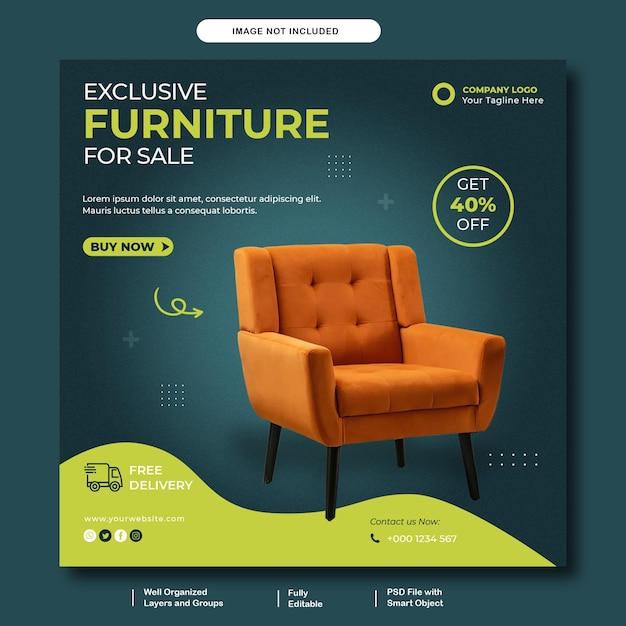 IMAGE NOT INCLUDED
EXCLUSIVE
FURNITURE
FOR SALE
COMPANY LOGO
Your Tagline Here
Lorem ipsum dolor sit amet, consectetur adipiscing elit.
Mauris luctus sapien a consequat lobortis.
GET
40%
OFF
BUY NOW
FREE
DELIVERY
www.yourwebsite.com
Contact us Now:
+000 1234 567
Well Organized
Layers and Groups
Fully
Editable
PSD File with
Smart Object